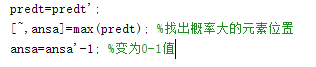 predt=predt';
[~,ansa]=max(predt); %找出概率大的元素位置
ansa=ansa'-1; %变为0-1值